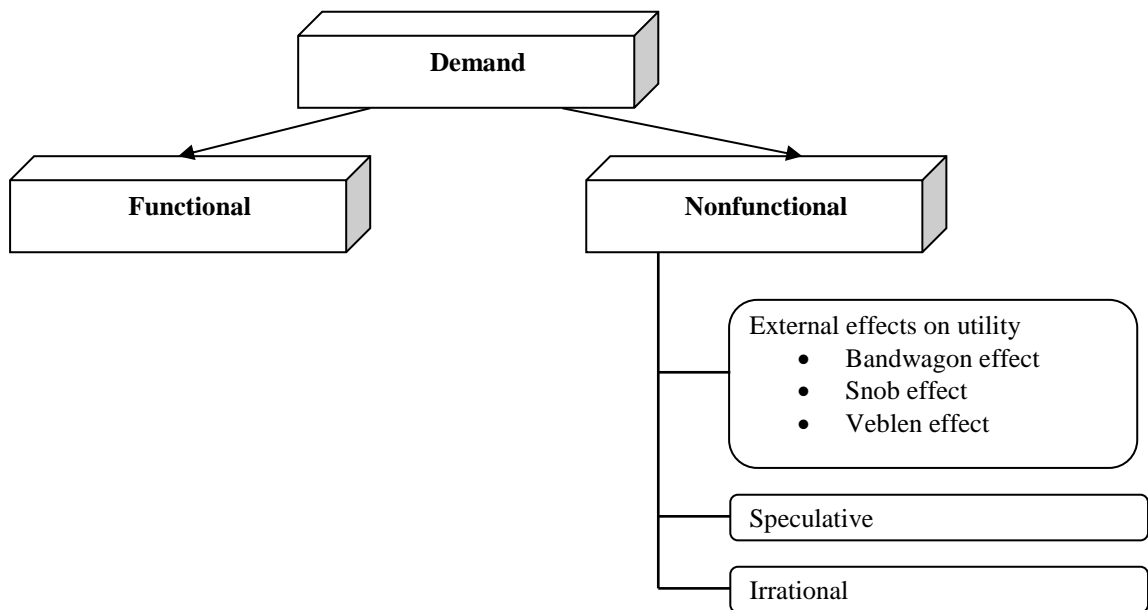 Demand
Functional
Nonfunctional
External effects on utility
• Bandwagon effect
• Snob effect
• Veblen effect
Speculative
Irrational